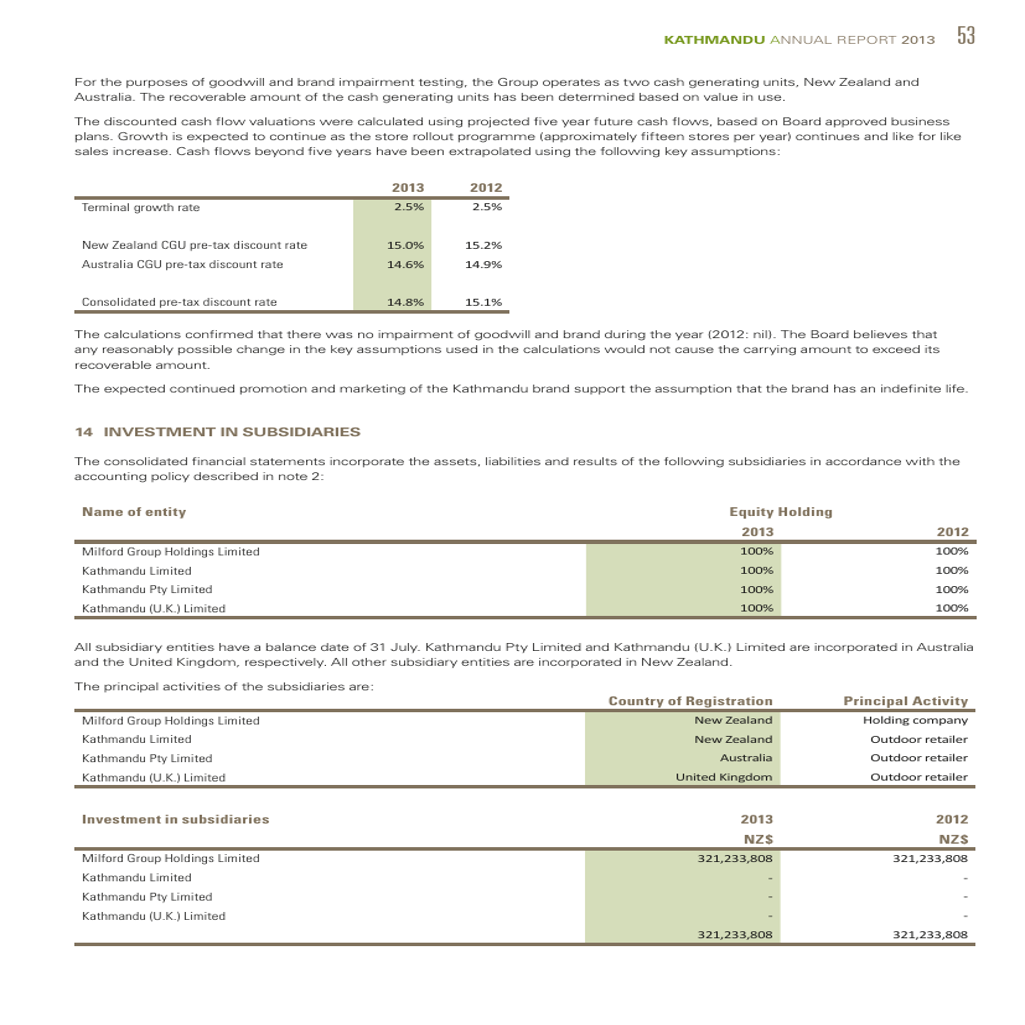 KATHMANDU ANNUAL REPORT 2013 53
For the purposes of goodwill and brand impairment testing, the Group operates as two cash generating units, New Zealand and
Australia. The recoverable amount of the cash generating units has been determined based on value in use.
The discounted cash flow valuations were calculated using projected five year future cash flows, based on Board approved business
plans. Growth is expected to continue as the store rollout programme (approximately fifteen stores per year) continues and like for like
sales increase. Cash flows beyond five years have been extrapolated using the following key assumptions:
2013 2012
Terminal growth rate 2.5% 2.5%
New Zealand CGU pre-tax discount rate 15.0% 15.2%
Australia CGU pre-tax discount rate 14.6% 14.9%
Consolidated pre-tax discount rate 14.8% 15.1%
The calculations confirmed that there was no impairment of goodwill and brand during the year (2012: nil). The Board believes that
any reasonably possible change in the key assumptions used in the calculations would not cause the carrying amount to exceed its
recoverable amount.
The expected continued promotion and marketing of the Kathmandu brand support the assumption that the brand has an indefinite life.
14 INVESTMENT IN SUBSIDIARIES
The consolidated financial statements incorporate the assets, liabilities and results of the following subsidiaries in accordance with the
accounting policy described in note 2:
Name of entity Equity Holding
2013 2012
Milford Group Holdings Limited 100% 100%
Kathmandu Limited 100% 100%
Kathmandu Pty Limited 100% 100%
Kathmandu (U.K.) Limited 100% 100%
All subsidiary entities have a balance date of 31 July. Kathmandu Pty Limited and Kathmandu (U.K.) Limited are incorporated in Australia
and the United Kingdom, respectively. All other subsidiary entities are incorporated in New Zealand.
The principal activities of the subsidiaries are:
Country of Registration Principal Activity
Milford Group Holdings Limited New Zealand Holding company
Kathmandu Limited New Zealand Outdoor retailer
Kathmandu Pty Limited Australia Outdoor retailer
Kathmandu (U.K.) Limited United Kingdom Outdoor retailer
Investment in subsidiaries 2013 2012
NZ$ NZ$
Milford Group Holdings Limited 321,233,808 321,233,808
Kathmandu Limited - -
Kathmandu Pty Limited - -
Kathmandu (U.K.) Limited - -
321,233,808 321,233,808